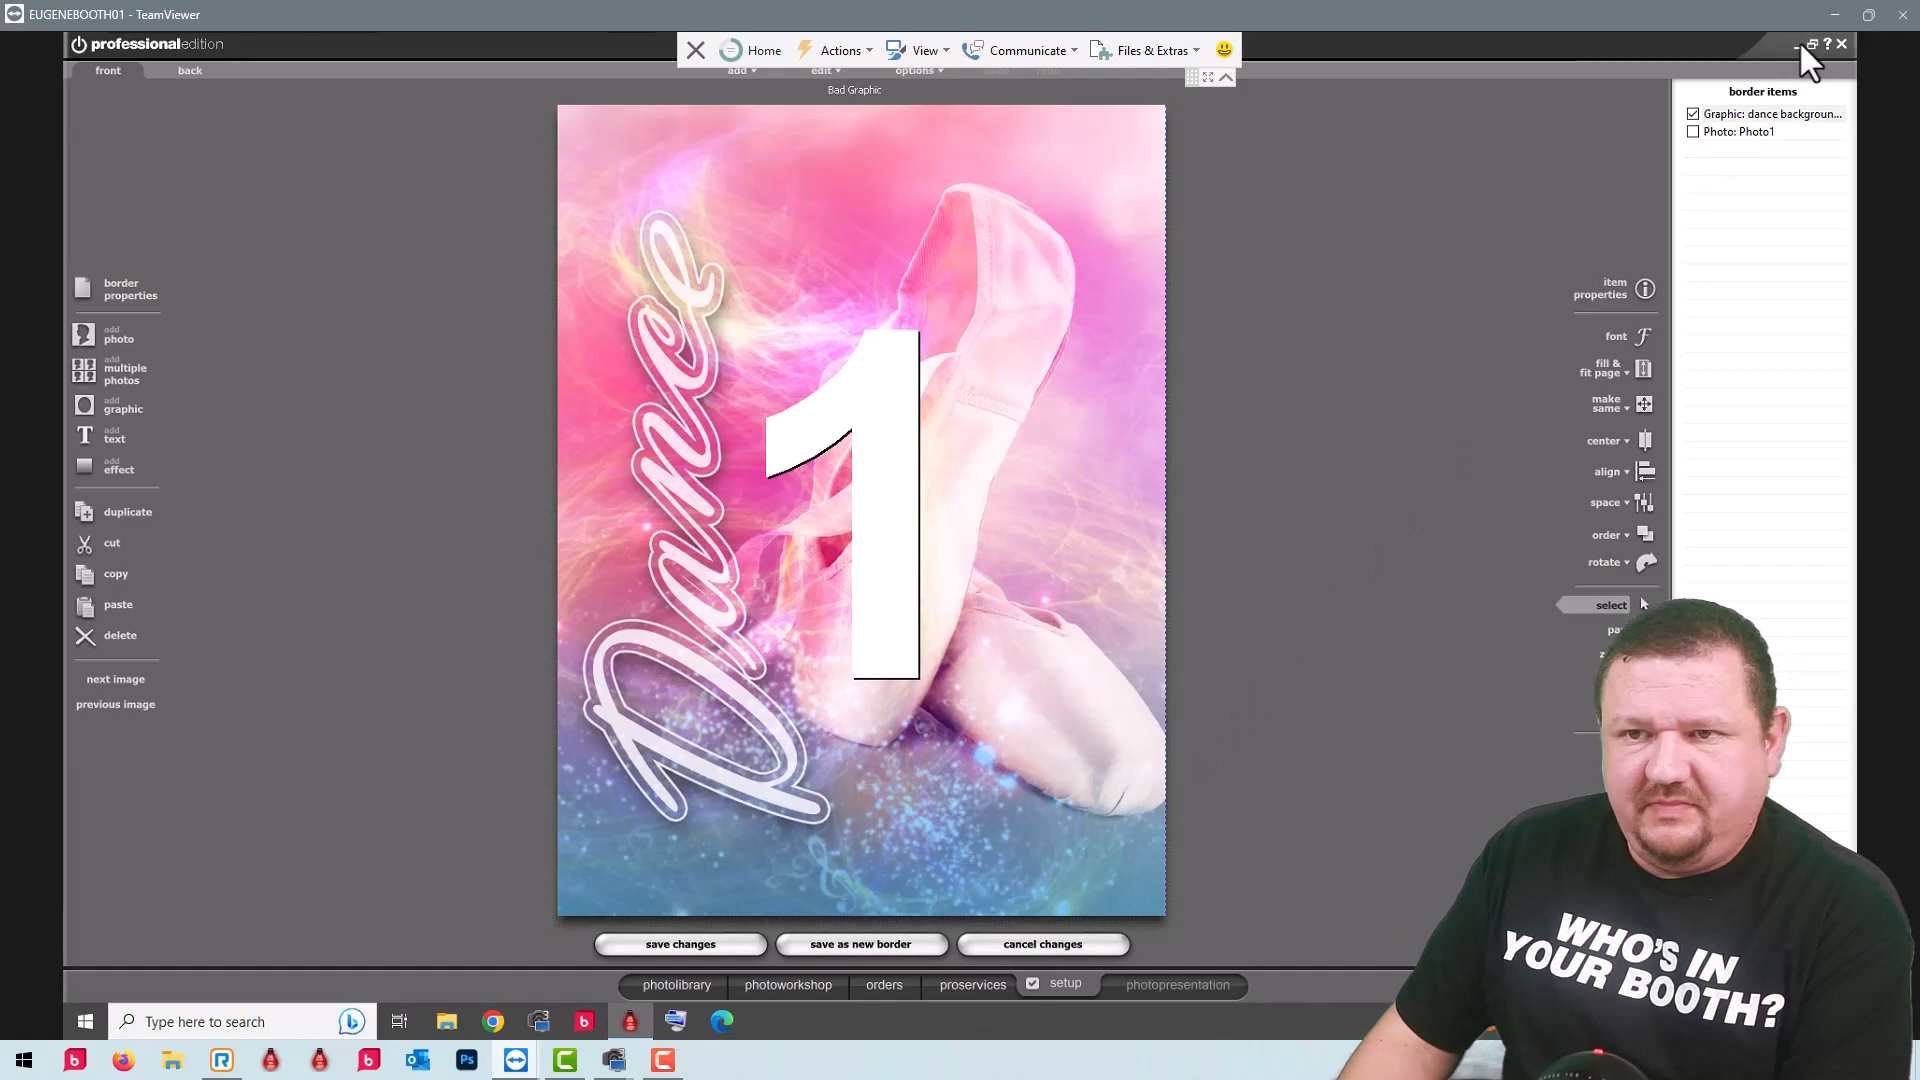 EUGENEBOOTH01 - TeamViewer
professionaledition
Home
Actions
View
Communicate
Files & Extras
? ×
front
back
add
edit
options
undo
redo
Bad Graphic
border items
Graphic: dance backgroun...
Photo: Photo1
border
properties
add
photo
add
multiple
photos
add
graphic
add
text
add
effect
duplicate
cut
copy
paste
delete
next image
previous image
Dance
1
item
properties
font
fill &
fit page
make
same
center
align
space
order
rotate
select
WHO'S IN
YOUR BOOTH?
save changes
save as new border
cancel changes
photolibrary
photoworkshop
orders
proservices
setup
photopresentation
Type here to search